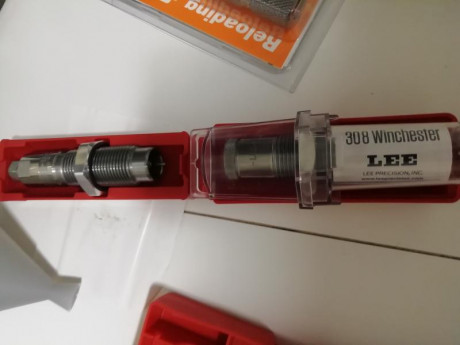 Reloading
308 Winchester
LEE
LEE PRECISION, INC.